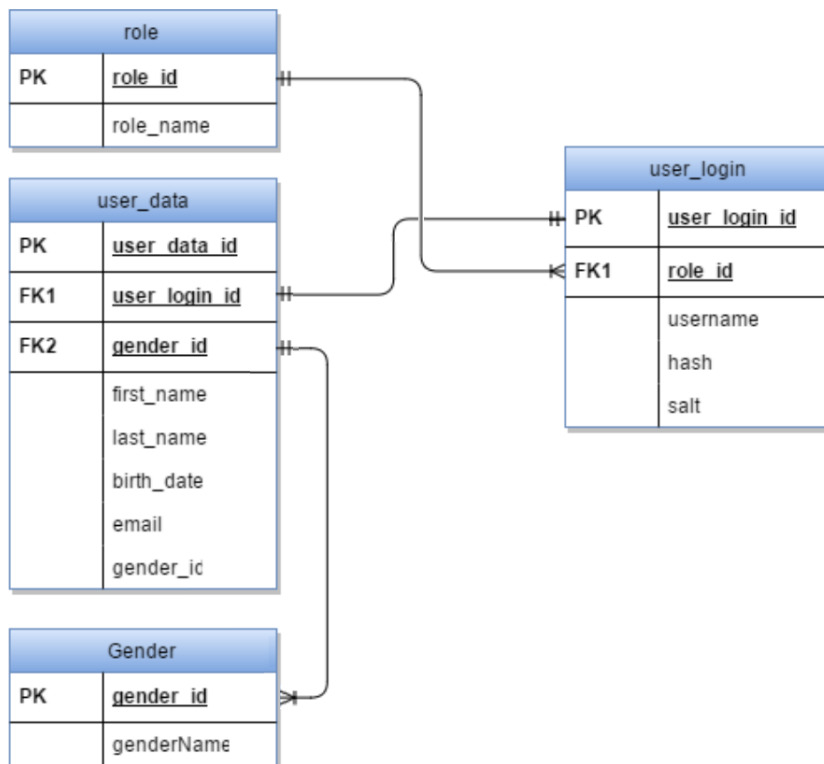 role
PK role_id
role_name
user_data
PK user_data_id
FK1 user_login_id
FK2 gender_id
first_name
last_name
birth_date
email
gender_id
Gender
PK gender_id
genderName
user_login
PK user_login_id
FK1 role_id
username
hash
salt